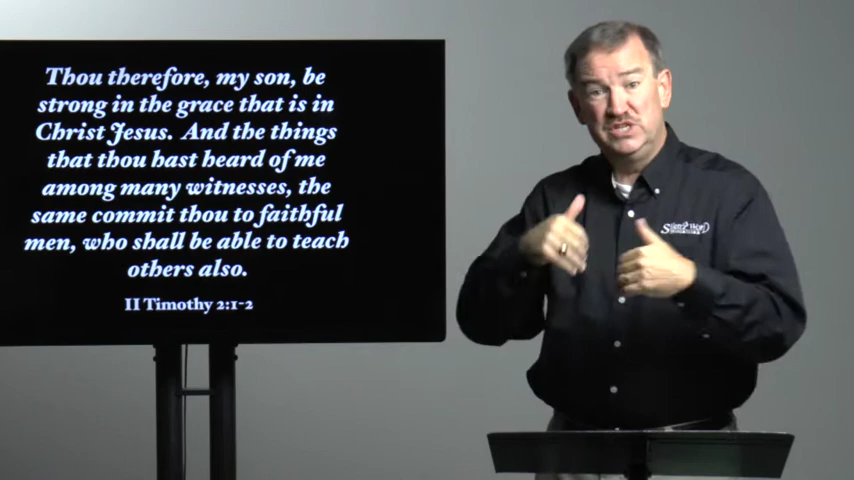 Thou therefore, my son, be
strong in the grace that is in
Christ Jesus. And the things
that thou hast heard of me
among many witnesses, the
same commit thou to faithful
men, who shall be able to teach
others also.
II Timothy 2:1-2
Silent Word